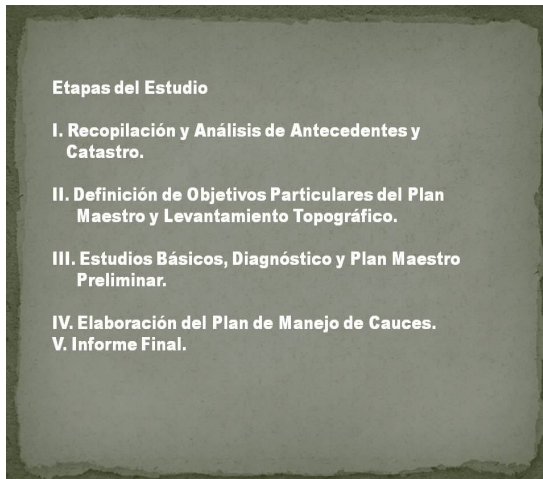 Etapas del Estudio
I. Recopilación y Análisis de Antecedentes y
Catastro.
II. Definición de Objetivos Particulares del Plan
Maestro y Levantamiento Topográfico.
III. Estudios Básicos, Diagnóstico y Plan Maestro
Preliminar.
IV. Elaboración del Plan de Manejo de Cauces.
V. Informe Final.